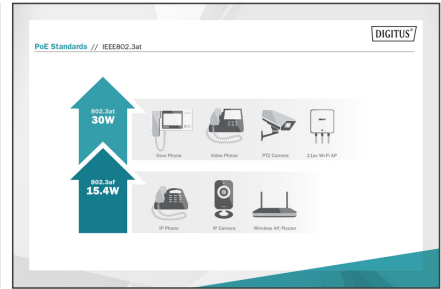 DIGITUS®
PoE Standards // IEEE802.3at
802.3at
30W
Door Phone
Video Phone
PTZ Camera
11ac Wi-Fi AP
802.3af
15.4W
IP Phone
IP Camera
Wireless AP/Router